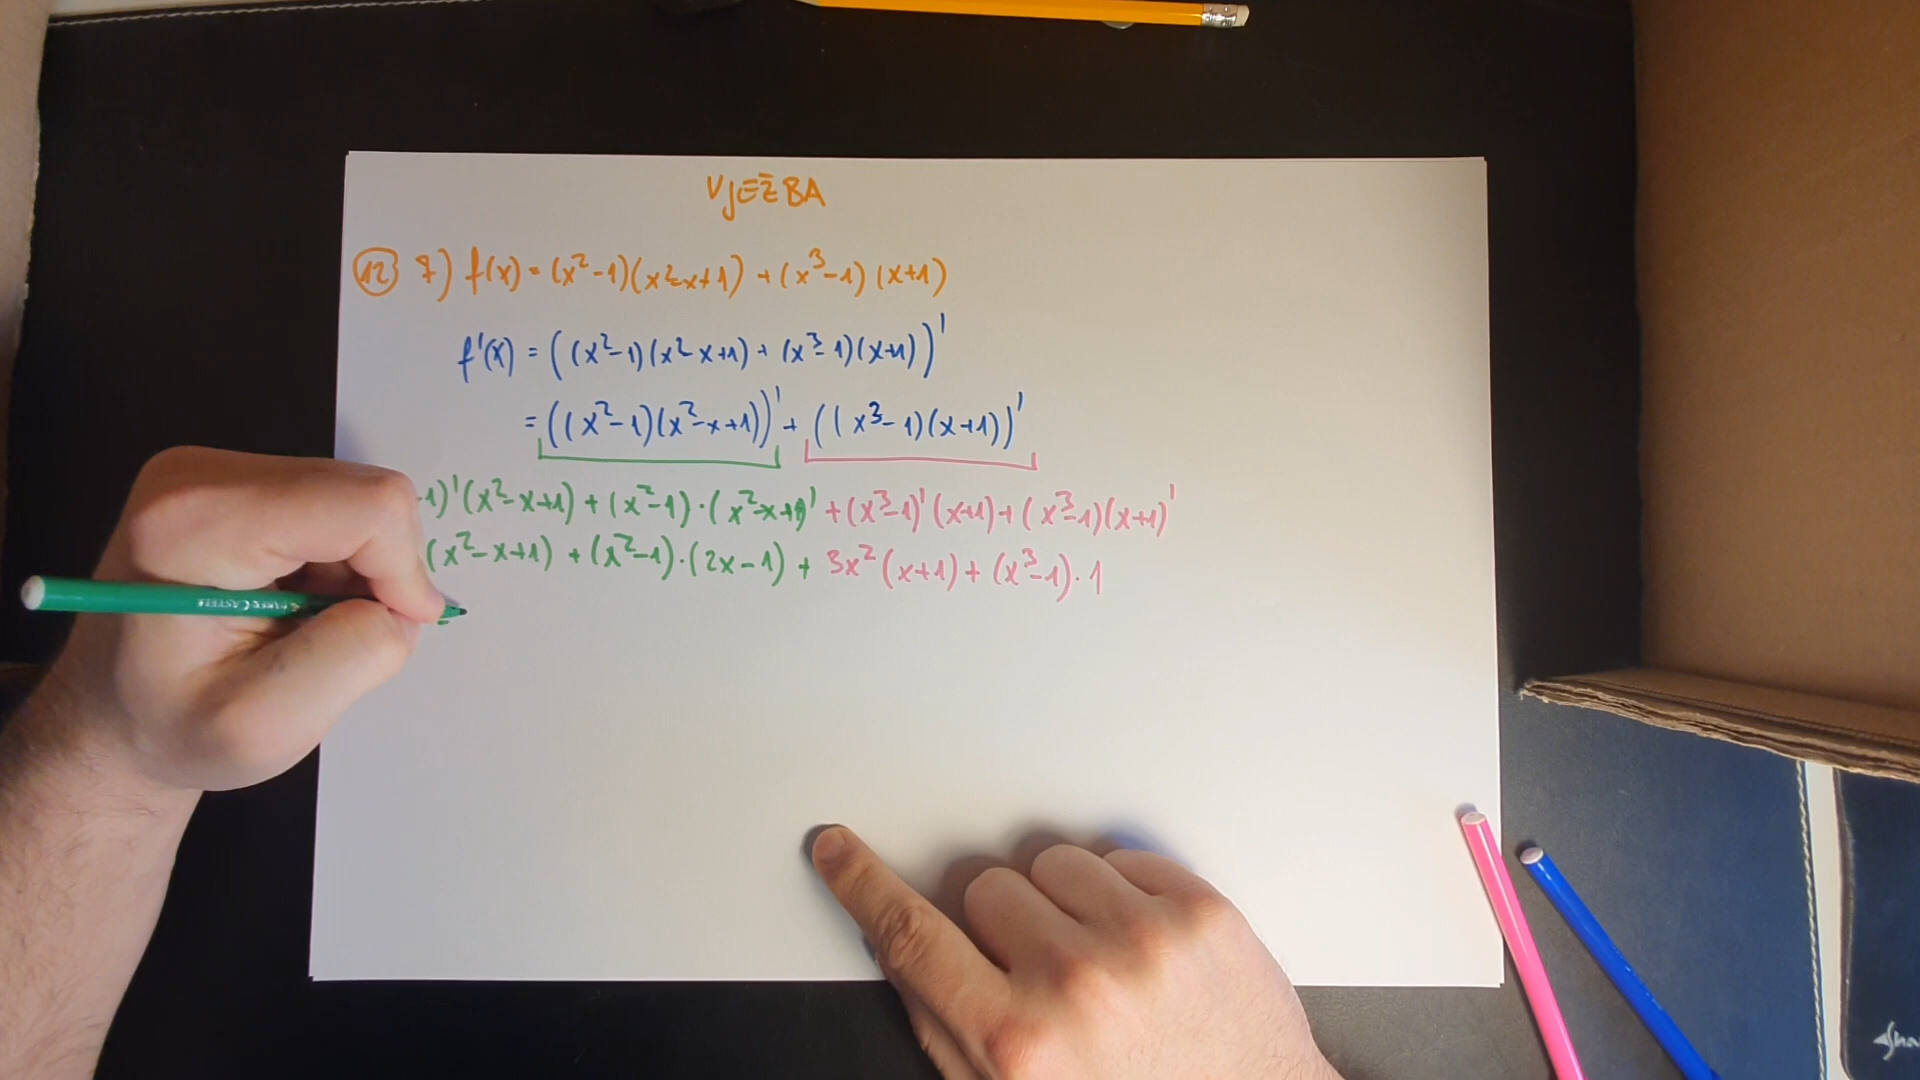 VJEŽBA
12 7) f(x) = (x²-1)(x²-x+1) + (x³-1)(x+1)
f'(x) = ((x²-1)(x²-x+1) + (x³-1)(x+1))'
= ((x²-1)(x²-x+1))' + ((x³-1)(x+1))'
-1)'(x²-x+1) + (x²-1)·(x²-x+1)' + (x³-1)'(x+1) + (x³-1)(x+1)'
(x²-x+1) + (x²-1)·(2x-1) + 3x²(x+1) + (x³-1)·1
FABER-CASTELL